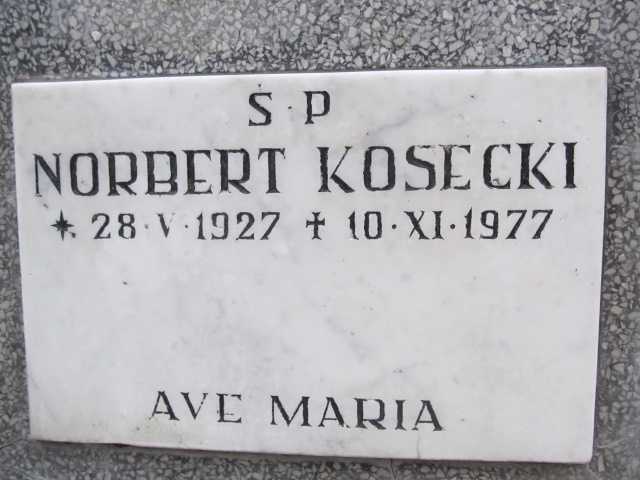 S P
NORBERT KOSECKI
* 28·V·1927 † 10·XI·1977
AVE MARIA